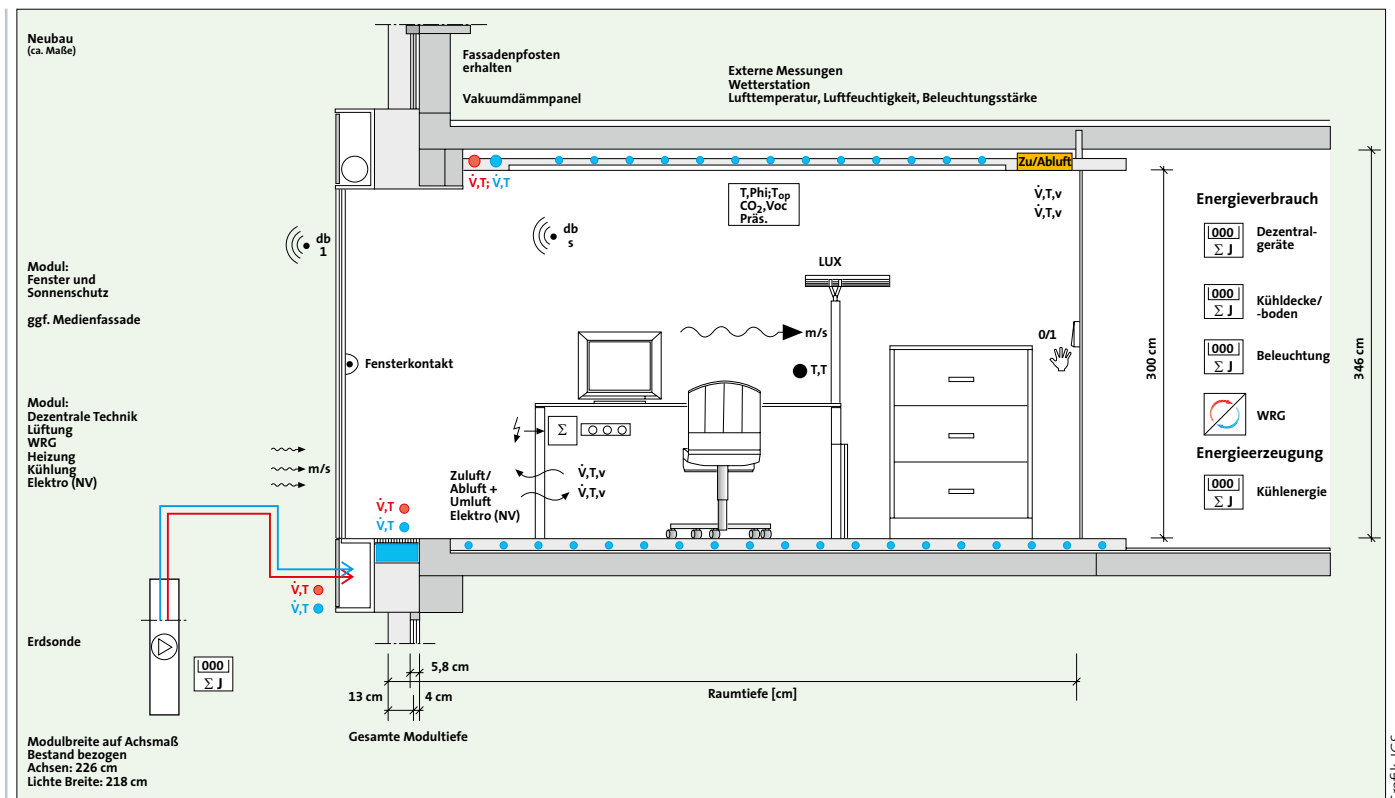 Neubau
(ca. Maße)
Fassadenpfosten
erhalten
Vakuumdämmpanel
Externe Messungen
Wetterstation
Lufttemperatur, Luftfeuchtigkeit, Beleuchtungsstärke
Zu/Abluft
V̇,T; V̇,T
T,Phi;Top
CO2,Voc
Präs.
V̇,T,v
V̇,T,v
db
1
db
s
LUX
Modul:
Fenster und
Sonnenschutz
ggf. Medienfassade
Fensterkontakt
m/s
T,T
0/1
300 cm
346 cm
Energieverbrauch
000
Σ J
Dezentral-
geräte
000
Σ J
Kühldecke/
-boden
000
Σ J
Beleuchtung
WRG
Energieerzeugung
000
Σ J
Kühlenergie
Modul:
Dezentrale Technik
Lüftung
WRG
Heizung
Kühlung
Elektro (NV)
m/s
Σ
Zuluft/
Abluft +
Umluft
Elektro (NV)
V̇,T,v
V̇,T,v
V̇,T
V̇,T
V̇,T
V̇,T
Erdsonde
000
Σ J
5,8 cm
13 cm
4 cm
Raumtiefe [cm]
Gesamte Modultiefe
Modulbreite auf Achsmaß
Bestand bezogen
Achsen: 226 cm
Lichte Breite: 218 cm